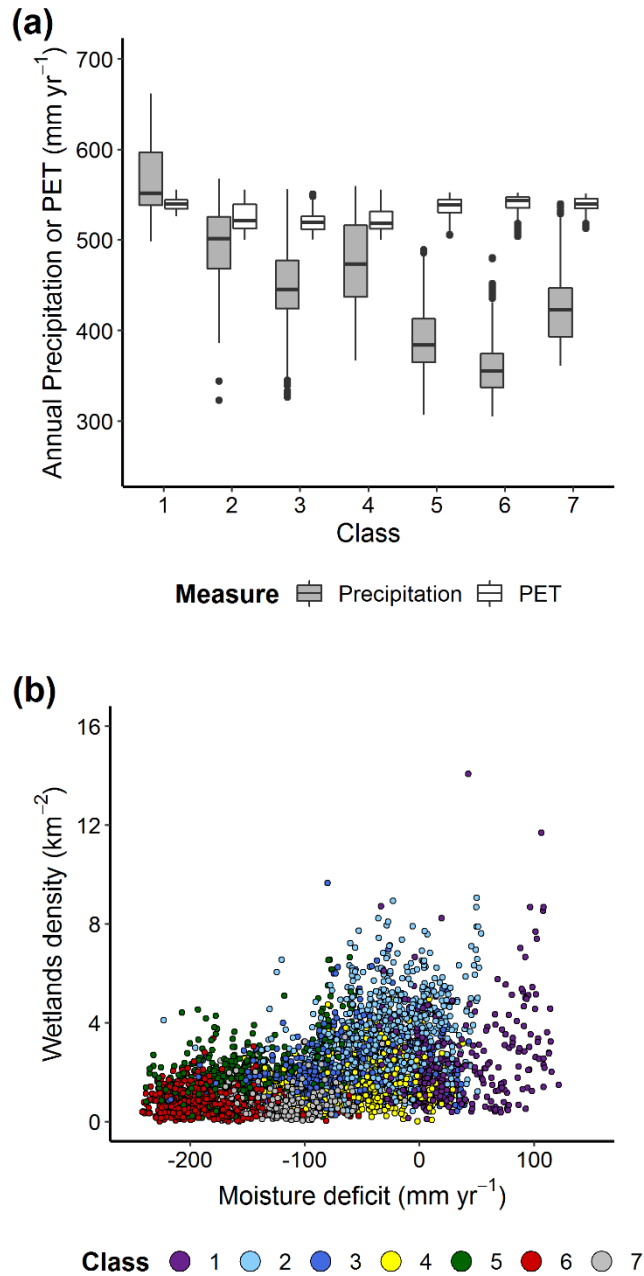 (a)
Annual Precipitation or PET (mm yr⁻¹)
700
600
500
400
300
1 2 3 4 5 6 7
Class
Measure Precipitation PET
(b)
Wetlands density (km⁻²)
16
12
8
4
0
-200 -100 0 100
Moisture deficit (mm yr⁻¹)
Class 1 2 3 4 5 6 7